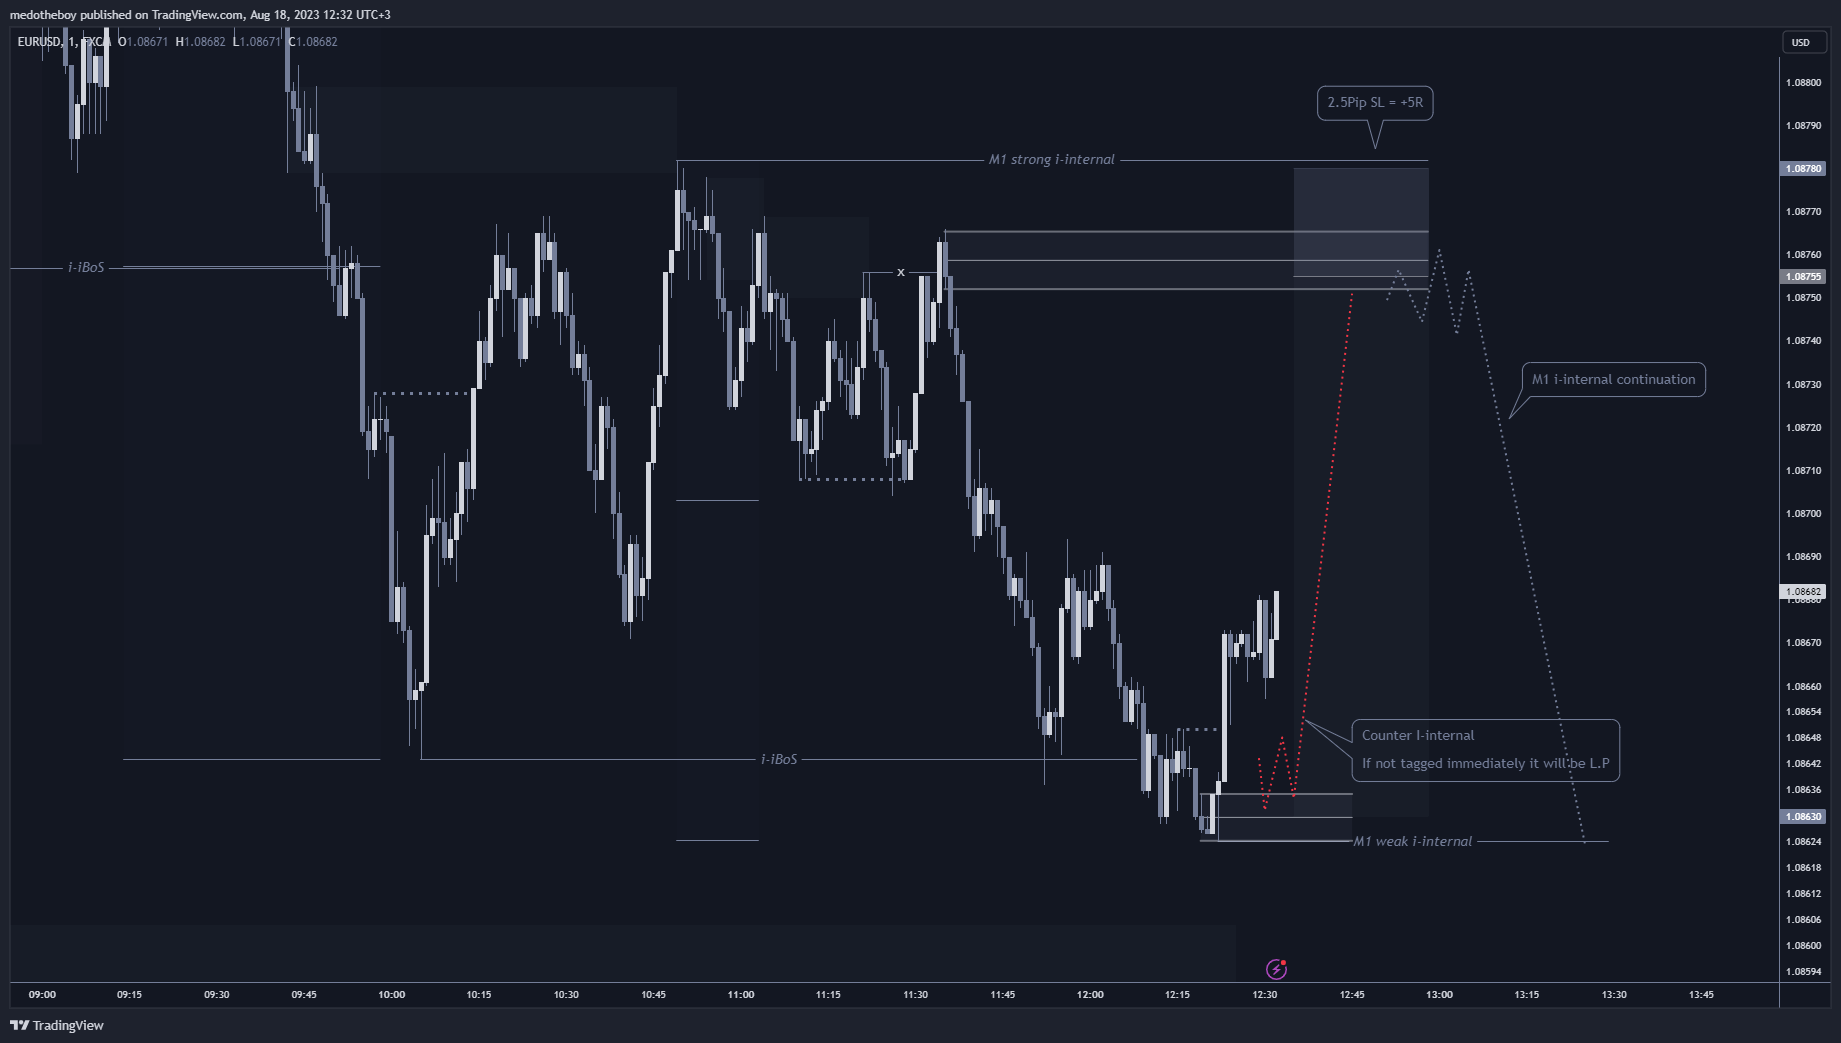 medotheboy published on TradingView.com, Aug 18, 2023 12:32 UTC+3
EURUSD, 1, FXCM O1.08671 H1.08682 L1.08671 C1.08682
USD
1.08800
2.5Pip SL = +5R
1.08790
M1 strong i-internal
1.08780
1.08770
1.08760
i-iBoS
x
1.08755
1.08750
1.08740
M1 i-internal continuation
1.08730
1.08720
1.08710
1.08700
1.08690
1.08682
1.08680
1.08670
1.08660
1.08654
Counter I-internal
1.08648
i-iBoS
If not tagged immediately it will be L.P
1.08642
1.08636
1.08630
M1 weak i-internal
1.08624
1.08618
1.08612
1.08606
1.08600
1.08594
09:00 09:15 09:30 09:45 10:00 10:15 10:30 10:45 11:00 11:15 11:30 11:45 12:00 12:15 12:30 12:45 13:00 13:15 13:30 13:45
TradingView